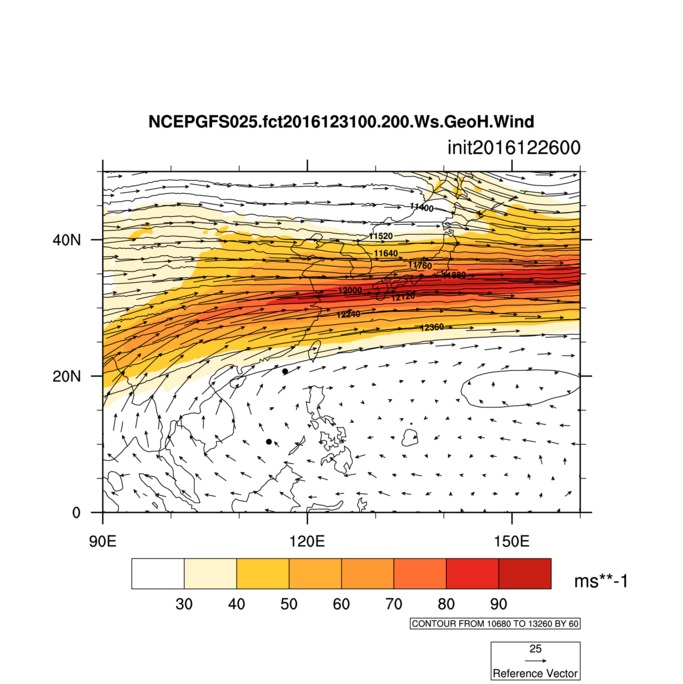 NCEPGFS025.fct2016123100.200.Ws.GeoH.Wind
init2016122600
11400
11520
40N
11640
11760
11880
12000
12120
12240
12360
20N
0
90E 120E 150E
ms**-1
30 40 50 60 70 80 90
CONTOUR FROM 10680 TO 13260 BY 60
25
Reference Vector